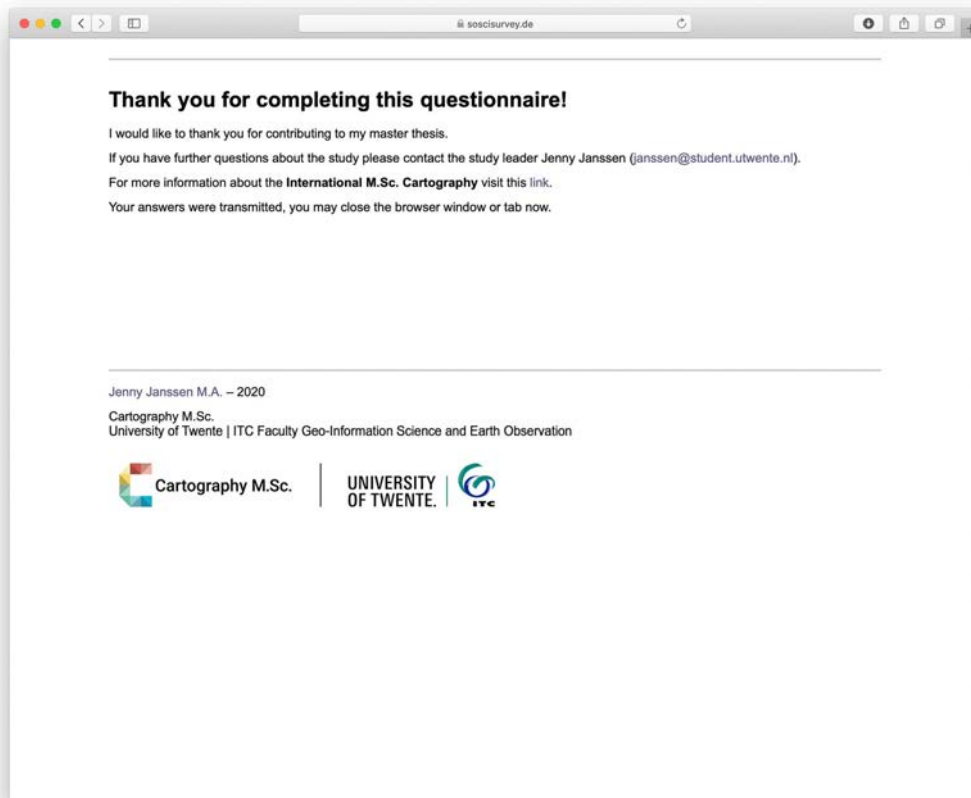 soscisurvey.de
Thank you for completing this questionnaire!
I would like to thank you for contributing to my master thesis.
If you have further questions about the study please contact the study leader Jenny Janssen (janssen@student.utwente.nl).
For more information about the International M.Sc. Cartography visit this link.
Your answers were transmitted, you may close the browser window or tab now.
Jenny Janssen M.A. – 2020
Cartography M.Sc.
University of Twente | ITC Faculty Geo-Information Science and Earth Observation
Cartography M.Sc.
UNIVERSITY
OF TWENTE.
ITC